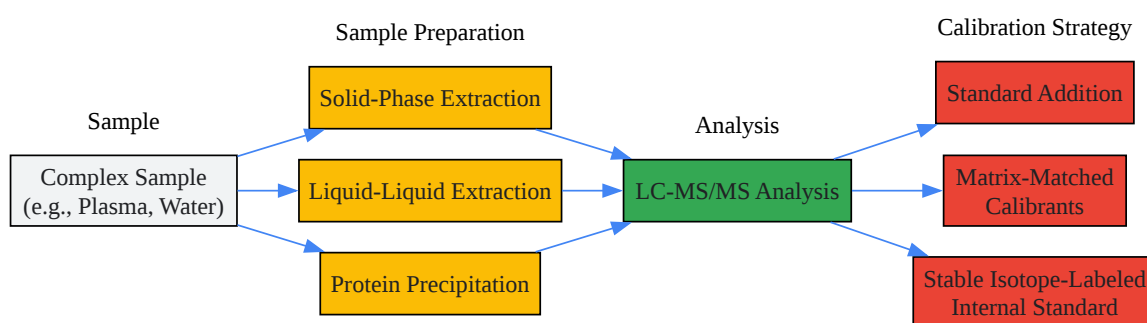 Sample
Complex Sample
(e.g., Plasma, Water)
Sample Preparation
Solid-Phase Extraction
Liquid-Liquid Extraction
Protein Precipitation
Analysis
LC-MS/MS Analysis
Calibration Strategy
Standard Addition
Matrix-Matched
Calibrants
Stable Isotope-Labeled
Internal Standard